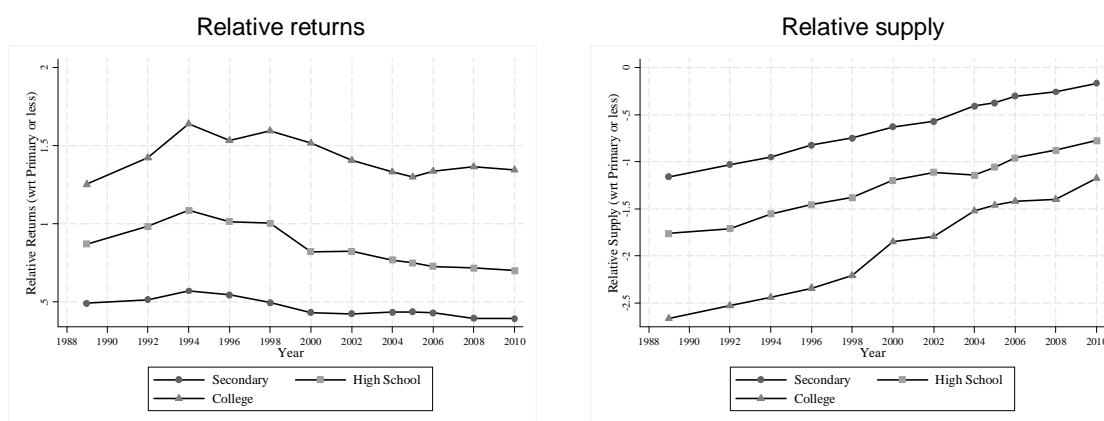 Relative returns
Relative Returns (wrt Primary or less)
2
1.5
1
.5
1988 1990 1992 1994 1996 1998 2000 2002 2004 2006 2008 2010
Year
Secondary High School
College
Relative supply
Relative Supply (wrt Primary or less)
0
-.5
-1
-1.5
-2
-2.5
1988 1990 1992 1994 1996 1998 2000 2002 2004 2005 2006 2008 2010
Year
Secondary High School
College